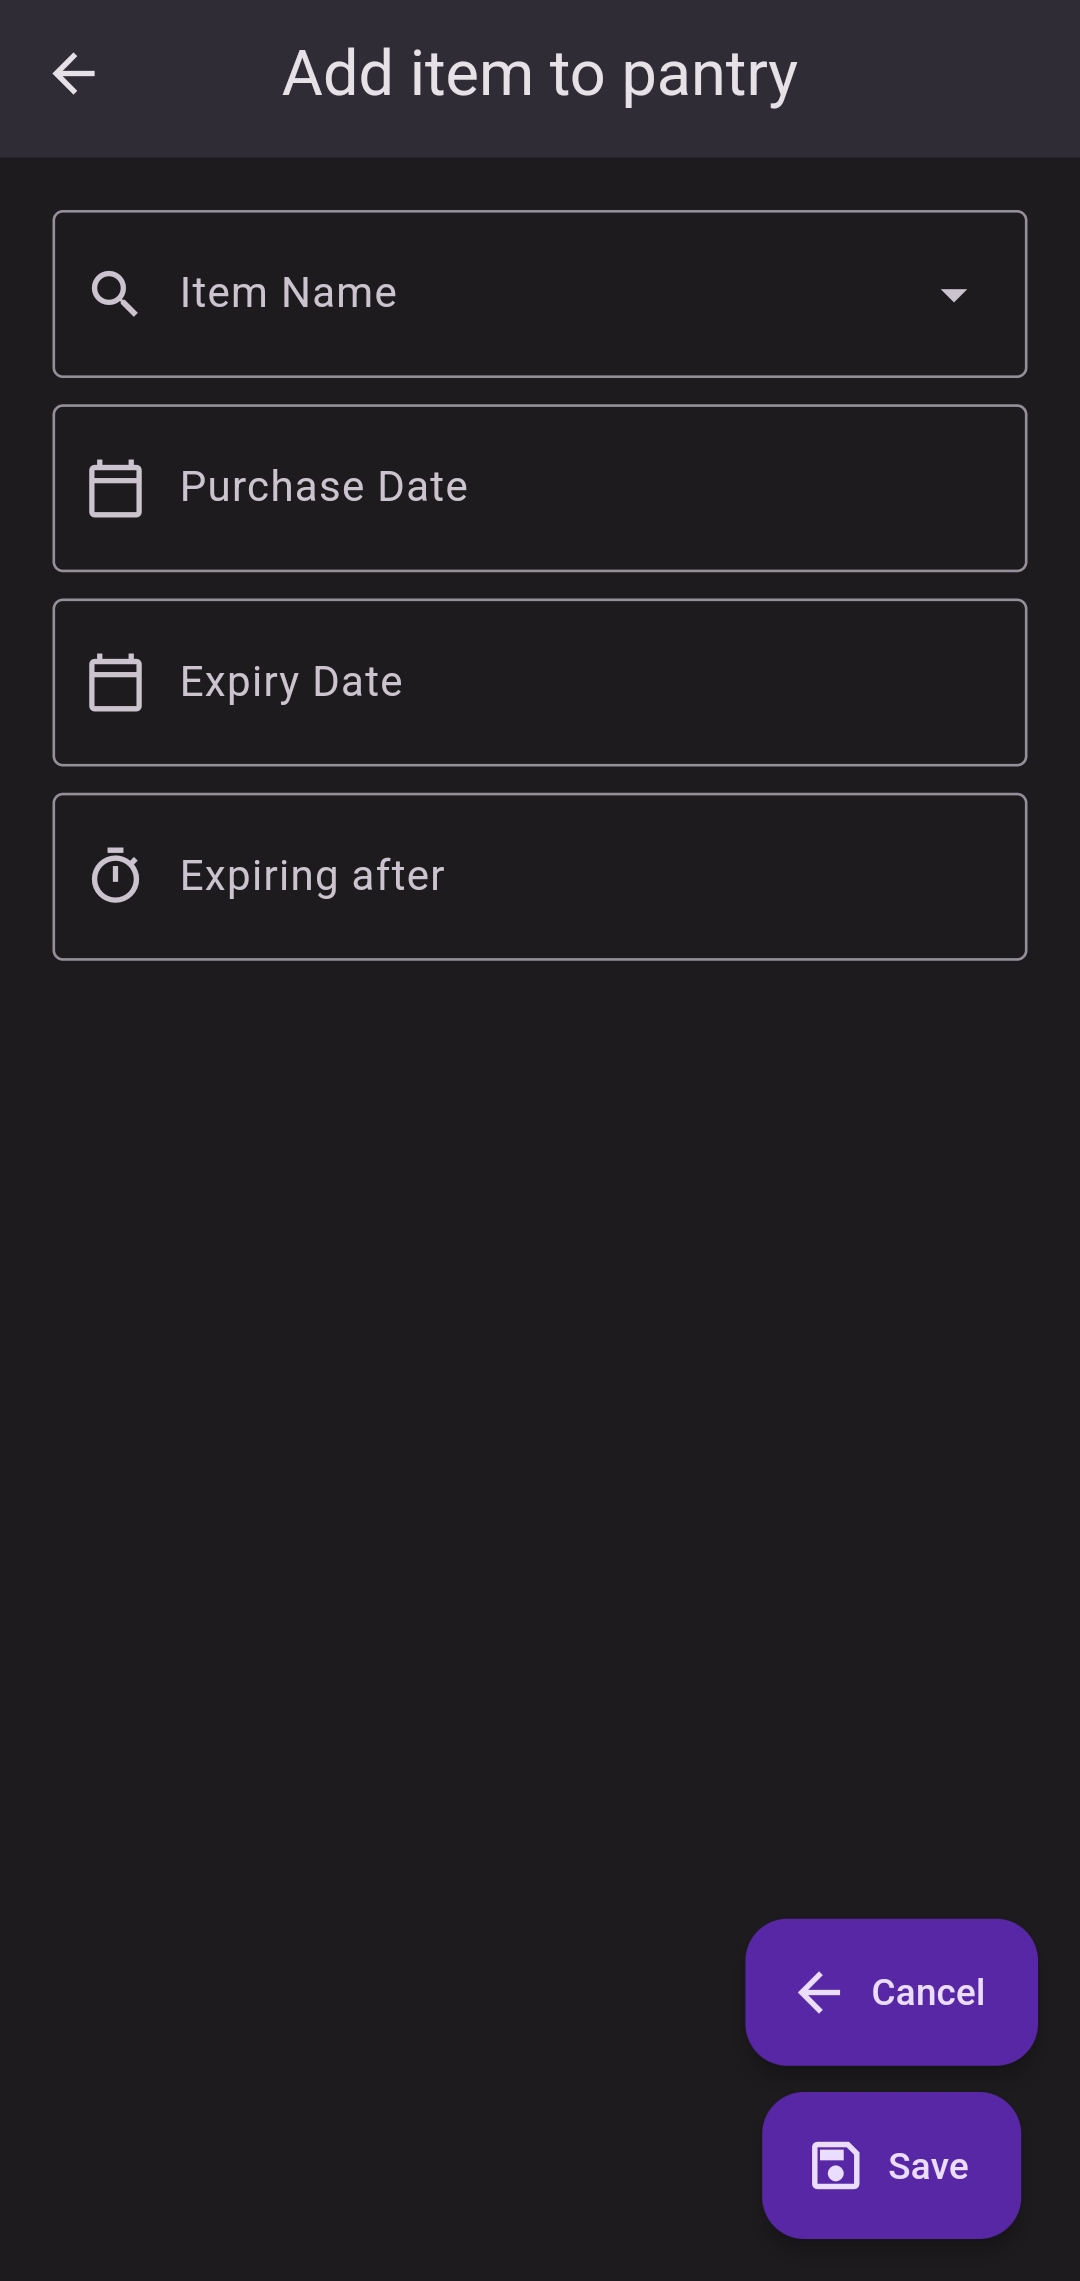 Add item to pantry
Item Name
Purchase Date
Expiry Date
Expiring after
Cancel
Save